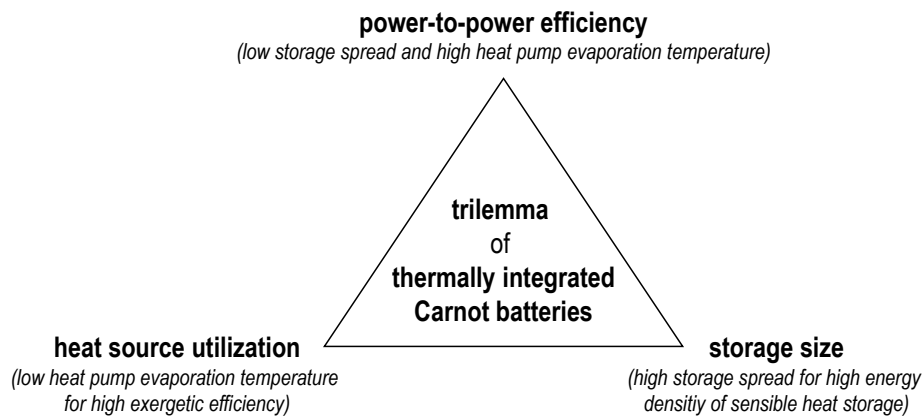 power-to-power efficiency
(low storage spread and high heat pump evaporation temperature)
trilemma
of
thermally integrated
Carnot batteries
heat source utilization
(low heat pump evaporation temperature
for high exergetic efficiency)
storage size
(high storage spread for high energy
densitiy of sensible heat storage)